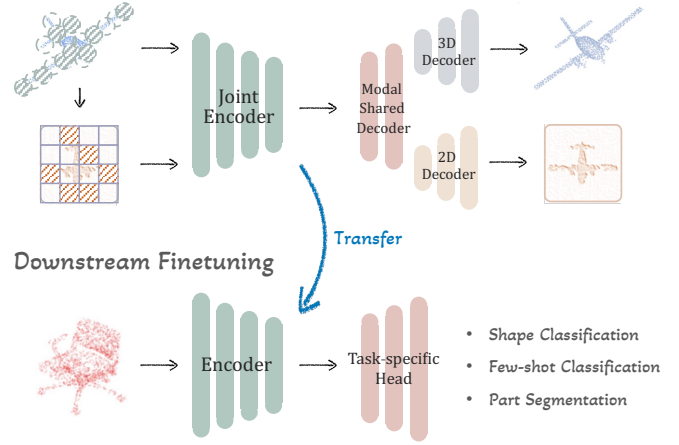 3D
Decoder
Joint
Encoder
Modal
Shared
Decoder
2D
Decoder
Transfer
Downstream Finetuning
Encoder
Task-specific
Head
• Shape Classification
• Few-shot Classification
• Part Segmentation